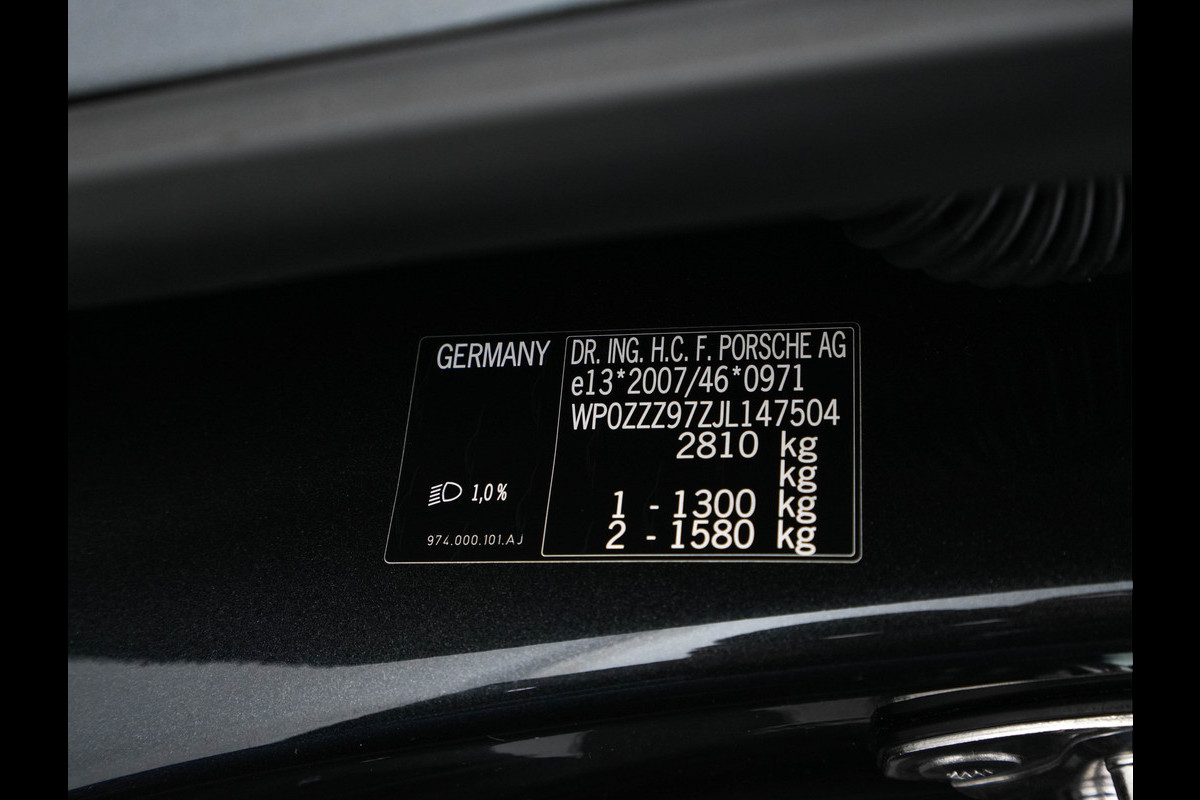 GERMANY
1,0%
974.000.101.AJ
DR. ING. H.C. F. PORSCHE AG
e13*2007/46*0971
WP0ZZZ97ZJL147504
2810 kg
kg
1 - 1300 kg
2 - 1580 kg